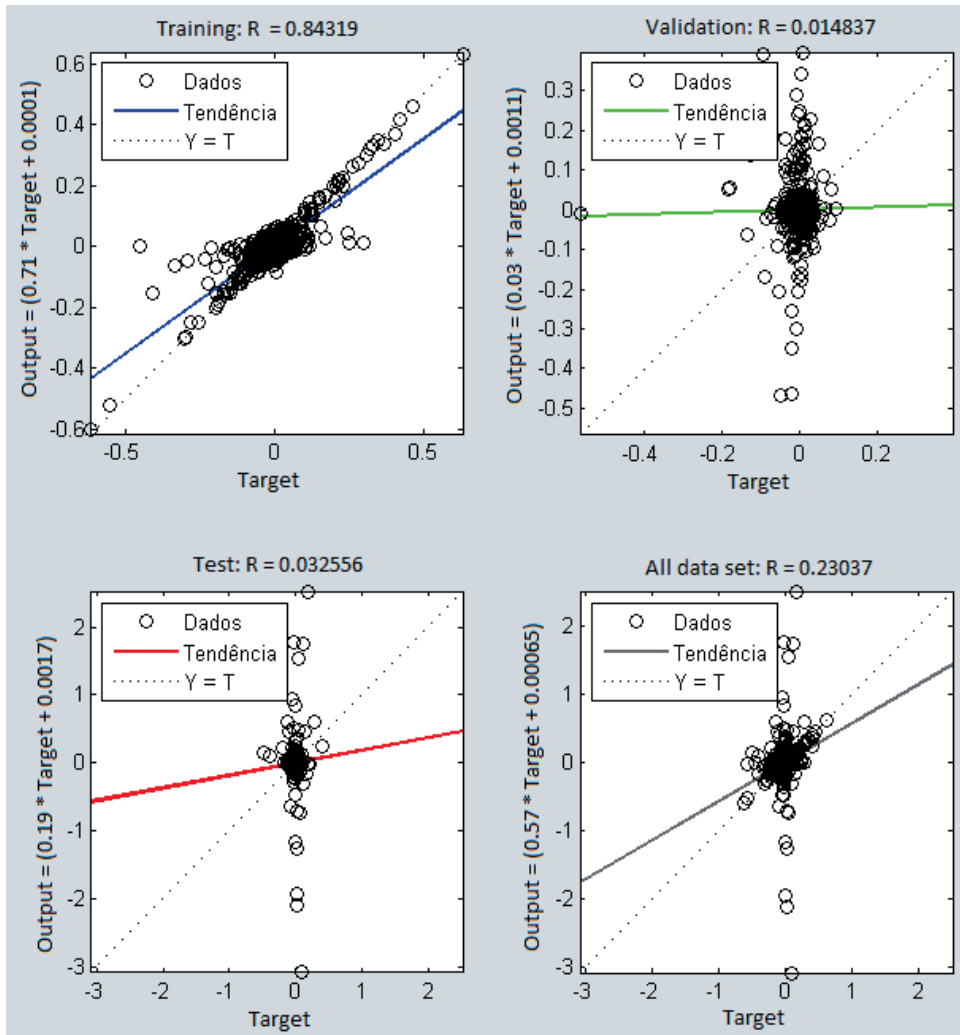 Training: R = 0.84319
Output = (0.71 * Target + 0.0001)
0.6
0.4
0.2
0
-0.2
-0.4
-0.6
Dados
Tendência
Y = T
-0.5
0
0.5
Target
Validation: R = 0.014837
Output = (0.03 * Target + 0.0011)
0.3
0.2
0.1
0
-0.1
-0.2
-0.3
-0.4
-0.5
Dados
Tendência
Y = T
-0.4
-0.2
0
0.2
Target
Test: R = 0.032556
Output = (0.19 * Target + 0.0017)
2
1
0
-1
-2
-3
Dados
Tendência
Y = T
-3
-2
-1
0
1
2
Target
All data set: R = 0.23037
Output = (0.57 * Target + 0.00065)
2
1
0
-1
-2
-3
Dados
Tendência
Y = T
-3
-2
-1
0
1
2
Target